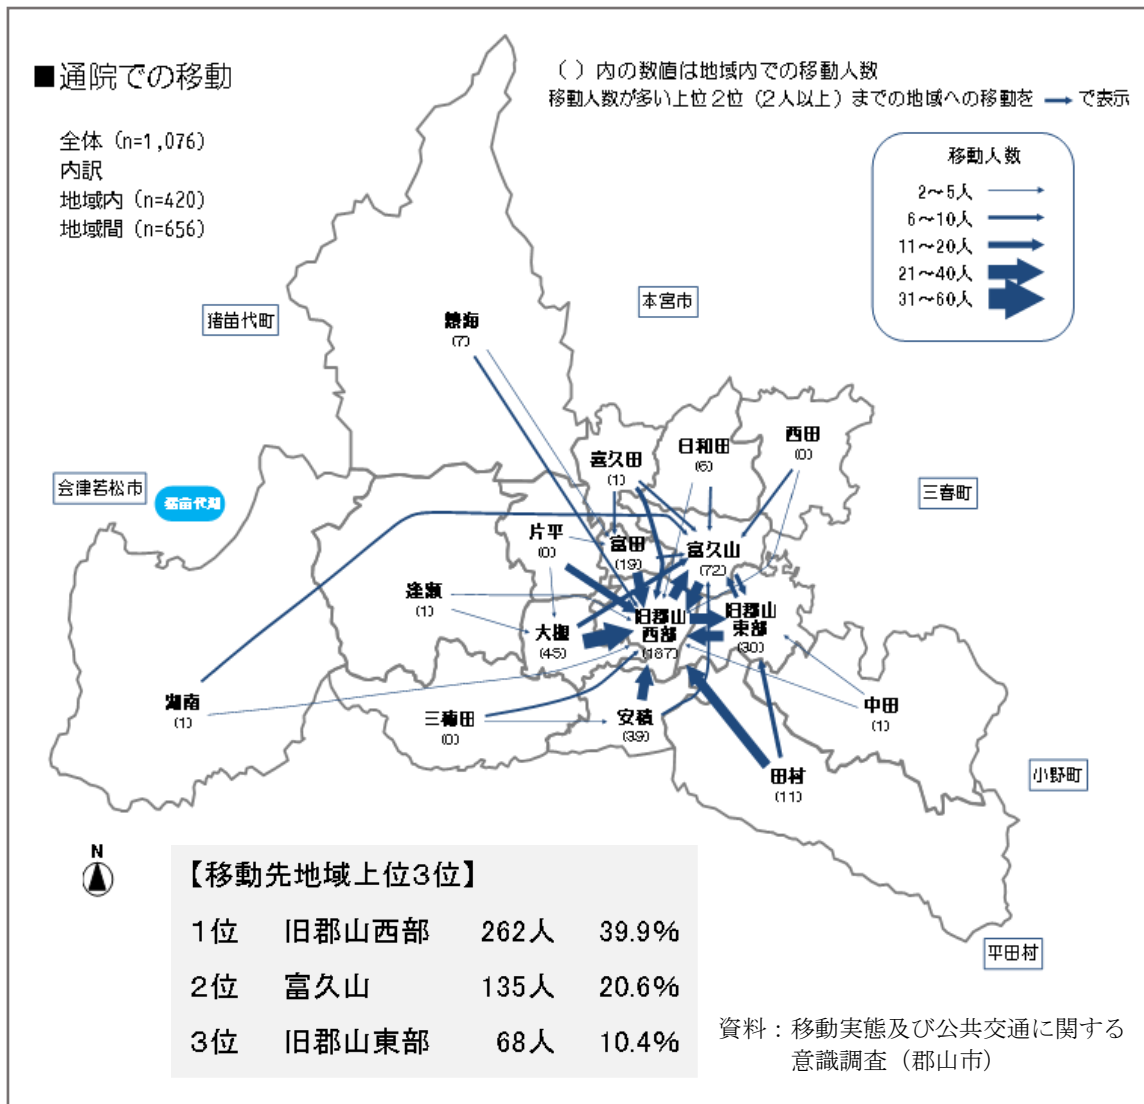 ■通院での移動
( ) 内の数値は地域内での移動人数
移動人数が多い上位2位 (2人以上) までの地域への移動を → で表示
全体 (n=1,076)
内訳
地域内 (n=420)
地域間 (n=656)
移動人数
2～5人
6～10人
11～20人
21～40人
31～60人
本宮市
猪苗代町
熱海
(7)
西田
(0)
日和田
(6)
喜久田
(1)
三春町
会津若松市
猪苗代湖
片平
(0)
富田
(19)
富久山
(72)
逢瀬
(1)
大槻
(45)
旧郡山
西部
(187)
旧郡山
東部
(30)
湖南
(1)
三穂田
(0)
安積
(39)
中田
(1)
田村
(11)
小野町
平田村
N
【移動先地域上位3位】
1位 旧郡山西部 262人 39.9%
2位 富久山 135人 20.6%
3位 旧郡山東部 68人 10.4%
資料：移動実態及び公共交通に関する
意識調査（郡山市）